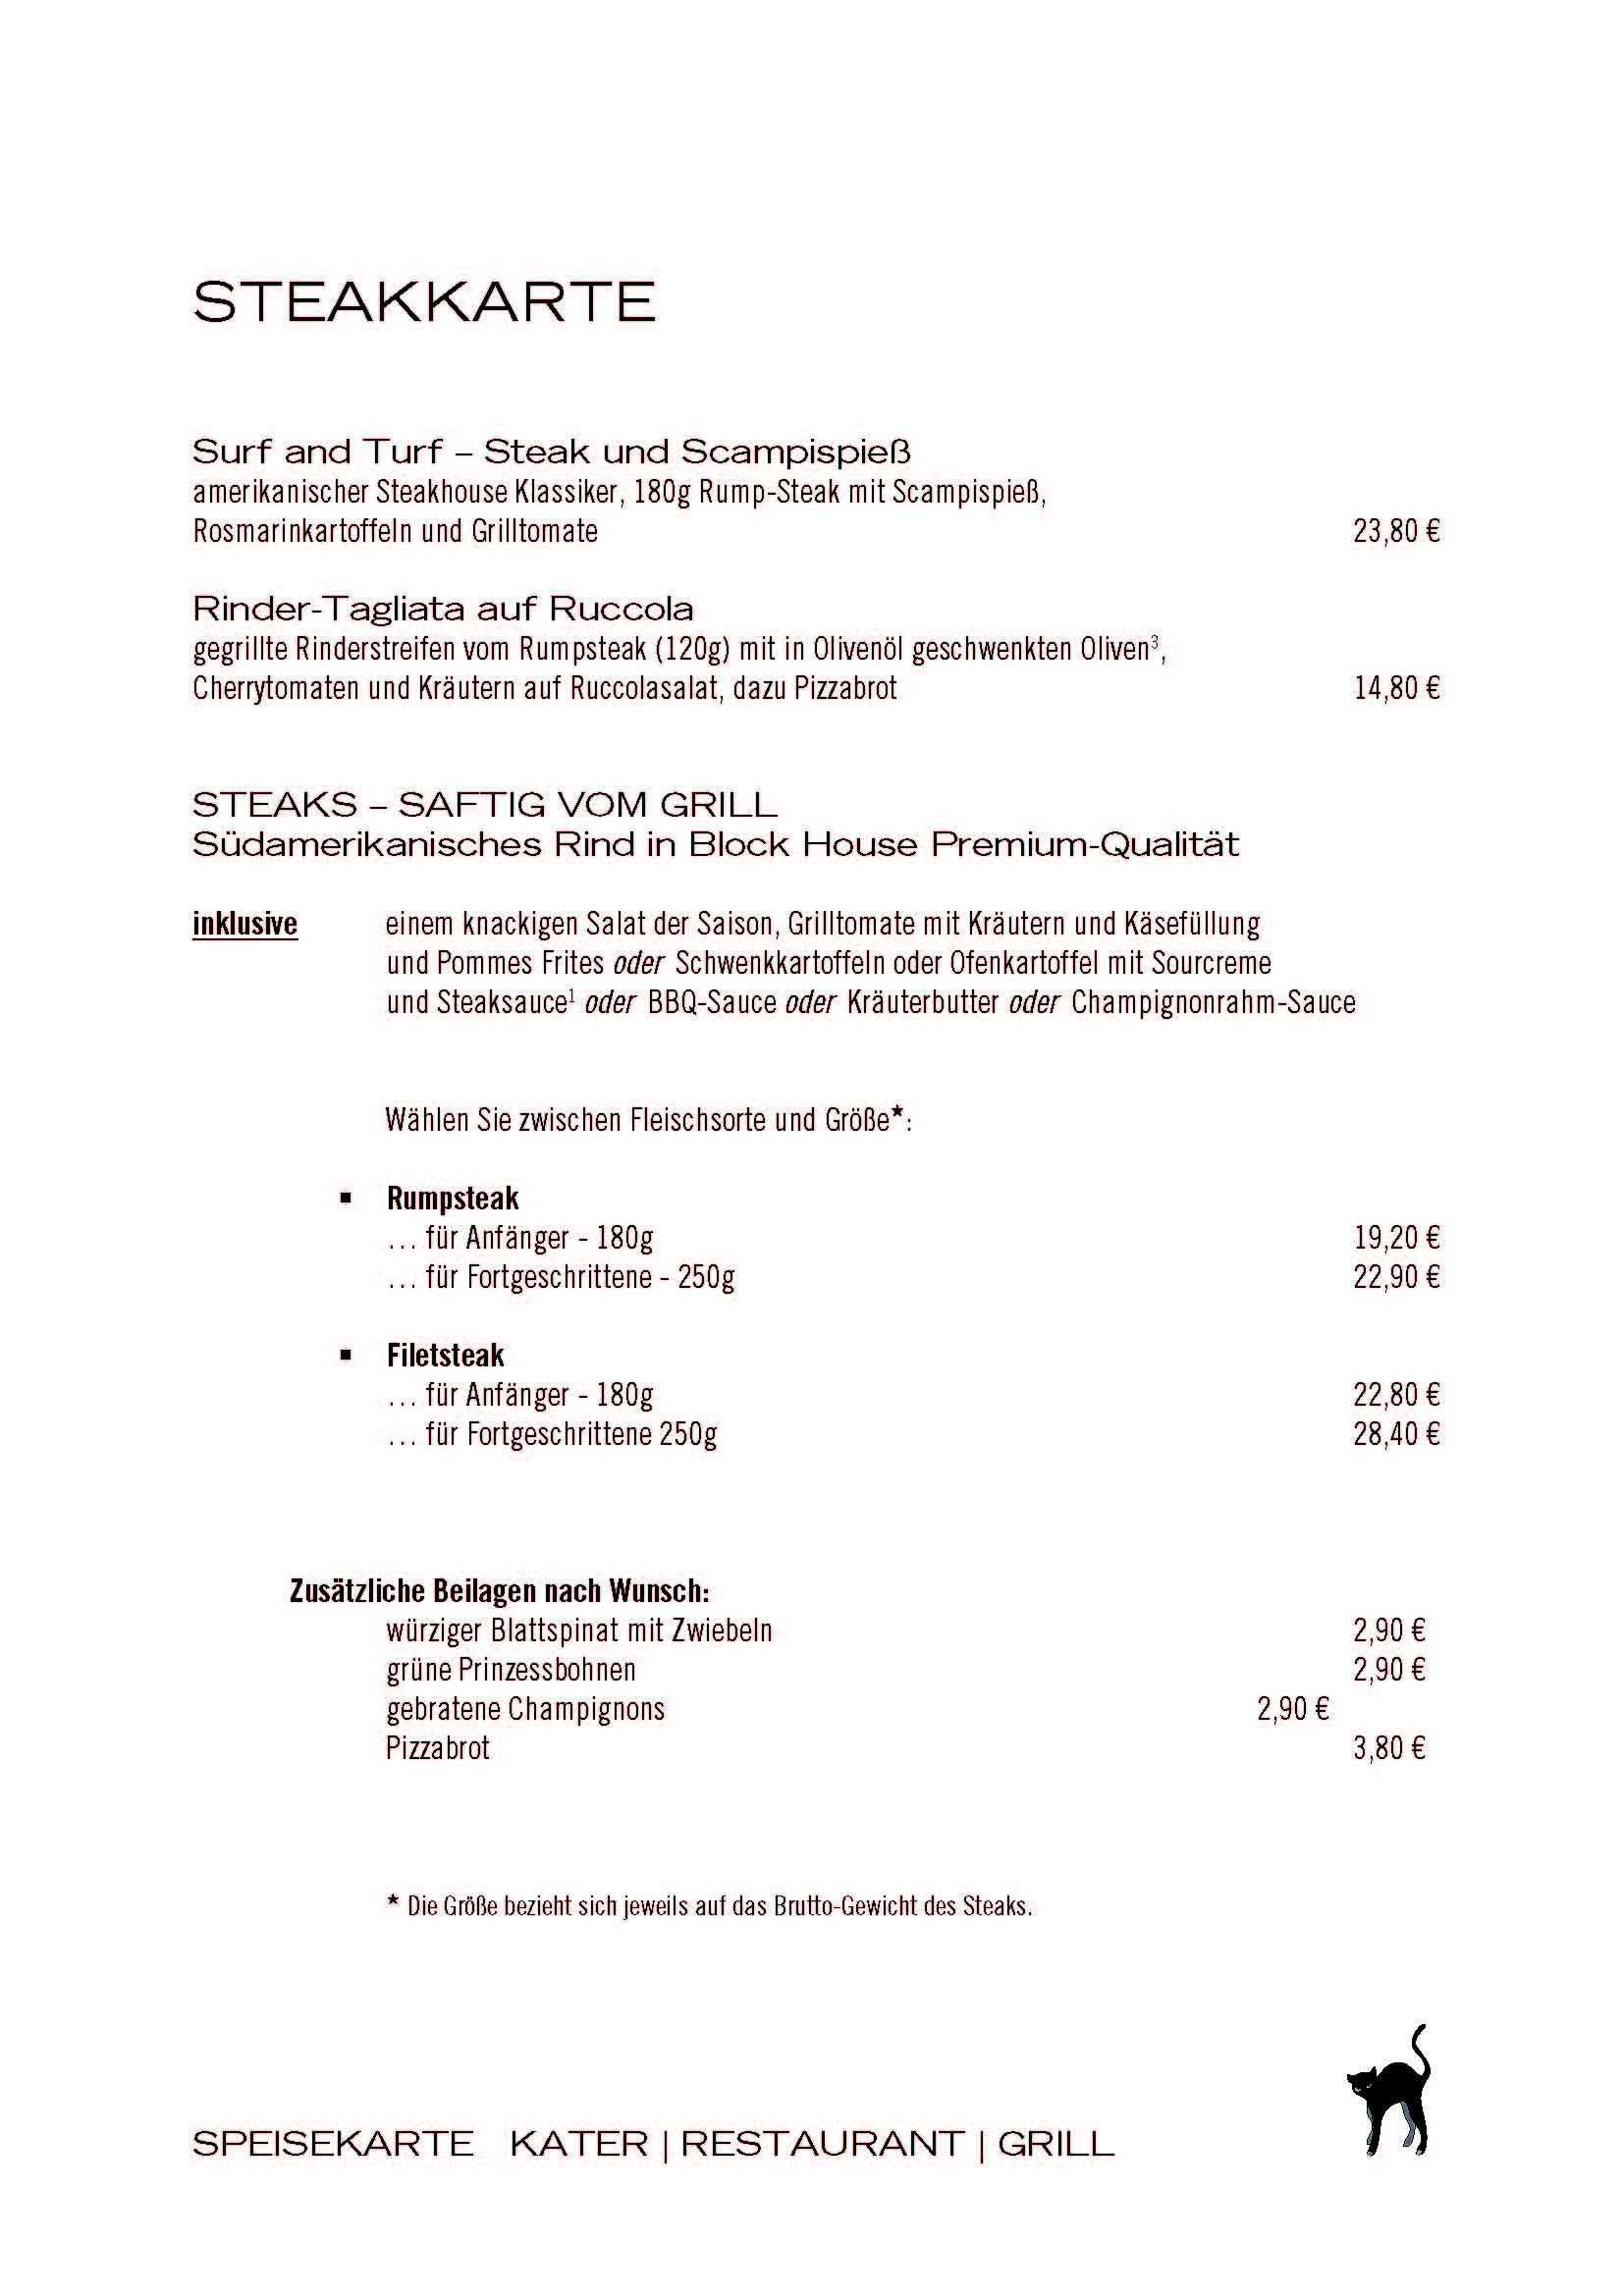 STEAKKARTE
Surf and Turf – Steak und Scampispieß
amerikanischer Steakhouse Klassiker, 180g Rump-Steak mit Scampispieß,
Rosmarinkartoffeln und Grilltomate 23,80 €
Rinder-Tagliata auf Ruccola
gegrillte Rinderstreifen vom Rumpsteak (120g) mit in Olivenöl geschwenkten Oliven³,
Cherrytomaten und Kräutern auf Ruccolasalat, dazu Pizzabrot 14,80 €
STEAKS – SAFTIG VOM GRILL
Südamerikanisches Rind in Block House Premium-Qualität
inklusive einem knackigen Salat der Saison, Grilltomate mit Kräutern und Käsefüllung
und Pommes Frites oder Schwenkkartoffeln oder Ofenkartoffel mit Sourcreme
und Steaksauce¹ oder BBQ-Sauce oder Kräuterbutter oder Champignonrahm-Sauce
Wählen Sie zwischen Fleischsorte und Größe*:
▪ Rumpsteak
... für Anfänger - 180g 19,20 €
... für Fortgeschrittene - 250g 22,90 €
▪ Filetsteak
... für Anfänger - 180g 22,80 €
... für Fortgeschrittene 250g 28,40 €
Zusätzliche Beilagen nach Wunsch:
würziger Blattspinat mit Zwiebeln 2,90 €
grüne Prinzessbohnen 2,90 €
gebratene Champignons 2,90 €
Pizzabrot 3,80 €
* Die Größe bezieht sich jeweils auf das Brutto-Gewicht des Steaks.
SPEISEKARTE KATER | RESTAURANT | GRILL